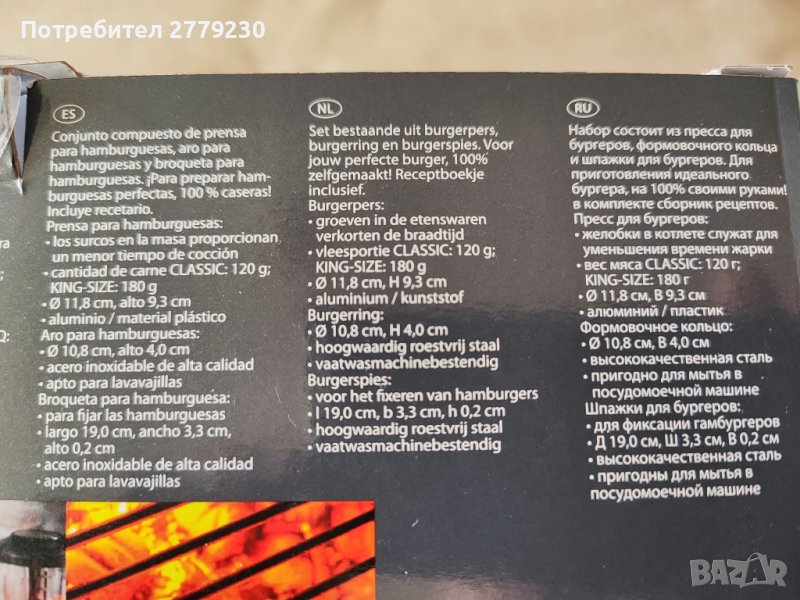 Потребител 2779230
ES
Conjunto compuesto de prensa
para hamburguesas, aro para
hamburguesas y broqueta para
hamburguesas. ¡Para preparar ham-
burguesas perfectas, 100 % caseras!
Incluye recetario.
Prensa para hamburguesas:
• los surcos en la masa proporcionan
un menor tiempo de cocción
• cantidad de carne CLASSIC: 120 g;
KING-SIZE: 180 g
• Ø 11,8 cm, alto 9,3 cm
• aluminio / material plástico
Aro para hamburguesas:
• Ø 10,8 cm, alto 4,0 cm
• acero inoxidable de alta calidad
• apto para lavavajillas
Broqueta para hamburguesa:
• para fijar las hamburguesas
• largo 19,0 cm, ancho 3,3 cm,
alto 0,2 cm
• acero inoxidable de alta calidad
• apto para lavavajillas
NL
Set bestaande uit burgerpers,
burgerring en burgerspies. Voor
jouw perfecte burger, 100%
zelfgemaakt! Receptboekje
inclusief.
Burgerpers:
• groeven in de etenswaren
verkorten de braadtijd
• vleesportie CLASSIC: 120 g;
KING-SIZE: 180 g
• Ø 11,8 cm, H 9,3 cm
• aluminium / kunststof
Burgerring:
• Ø 10,8 cm, H 4,0 cm
• hoogwaardig roestvrij staal
• vaatwasmachinebestendig
Burgerspies:
• voor het fixeren van hamburgers
• l 19,0 cm, b 3,3 cm, h 0,2 cm
• hoogwaardig roestvrij staal
• vaatwasmachinebestendig
RU
Набор состоит из пресса для
бургеров, формовочного кольца
и шпажки для бургеров. Для
приготовления идеального
бургера, на 100% своими руками!
в комплекте сборник рецептов.
Пресс для бургеров:
• желобки в котлете служат для
уменьшения времени жарки
• вес мяса CLASSIC: 120 г;
KING-SIZE: 180 г
• Ø 11,8 см, В 9,3 см
• алюминий / пластик
Формовочное кольцо:
• Ø 10,8 см, В 4,0 см
• высококачественная сталь
• пригодно для мытья в
посудомоечной машине
Шпажки для бургеров:
• для фиксации гамбургеров
• Д 19,0 см, Ш 3,3 см, В 0,2 см
• высококачественная сталь
• пригодны для мытья в
посудомоечной машине
BAZAR